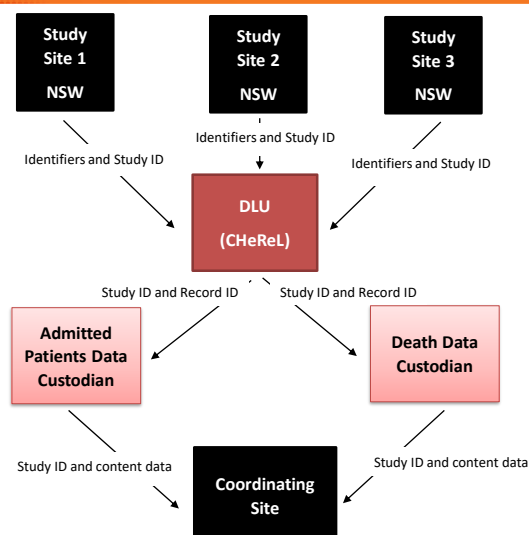 Study
Site 1
NSW
Study
Site 2
NSW
Study
Site 3
NSW
Identifiers and Study ID
Identifiers and Study ID
Identifiers and Study ID
DLU
(CHeReL)
Study ID and Record ID
Study ID and Record ID
Admitted
Patients Data
Custodian
Death Data
Custodian
Study ID and content data
Study ID and content data
Coordinating
Site